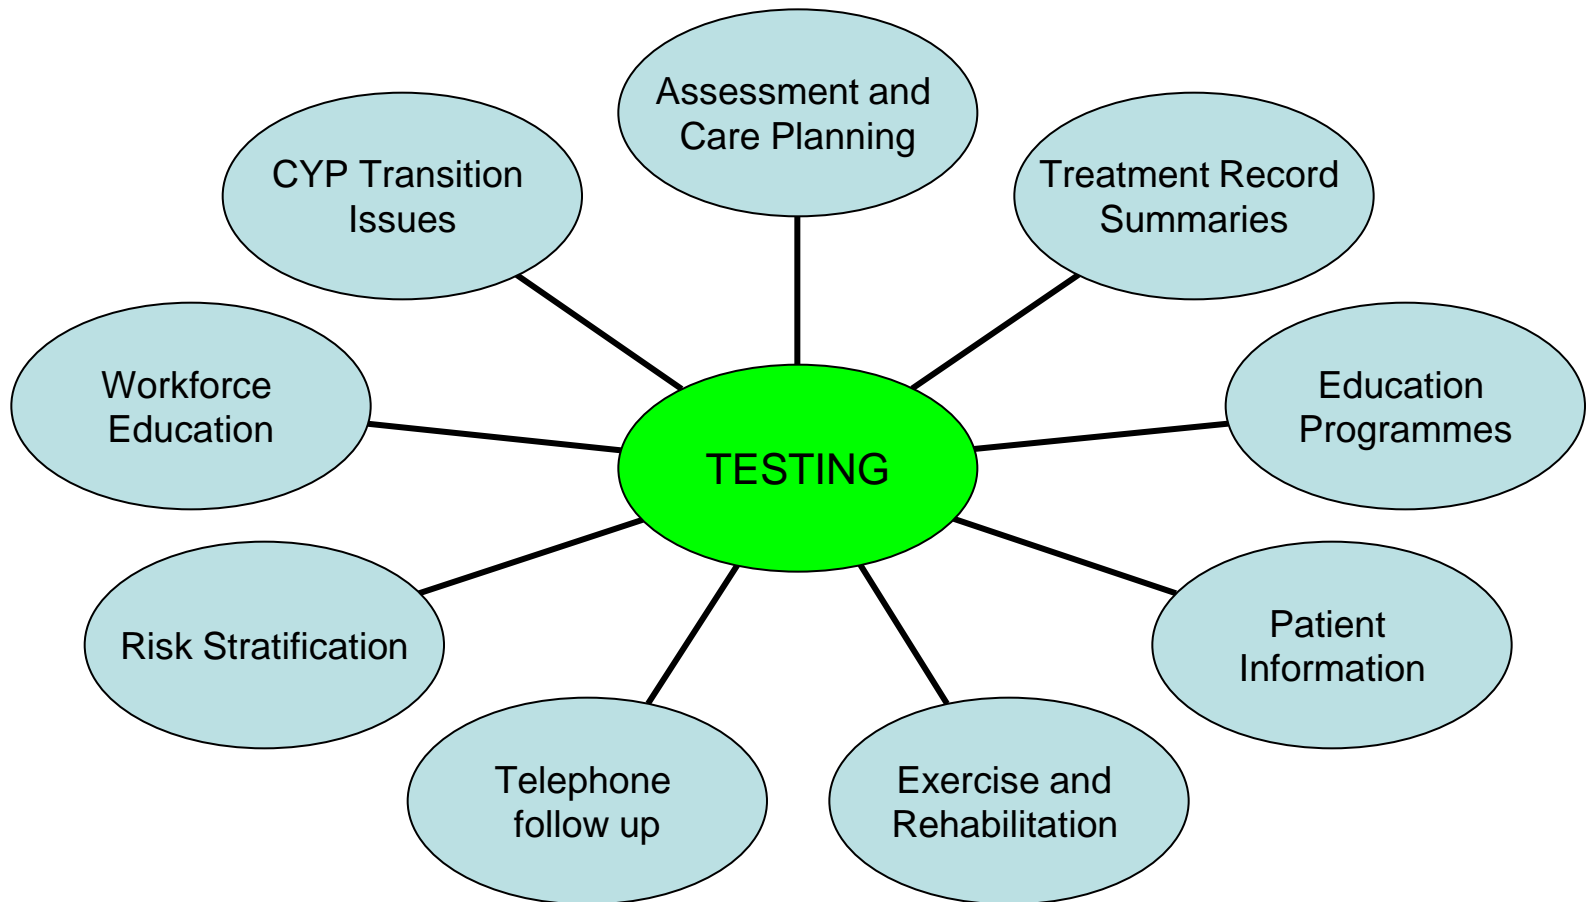 Assessment and
Care Planning
CYP Transition
Issues
Treatment Record
Summaries
Workforce
Education
Education
Programmes
TESTING
Risk Stratification
Patient
Information
Telephone
follow up
Exercise and
Rehabilitation